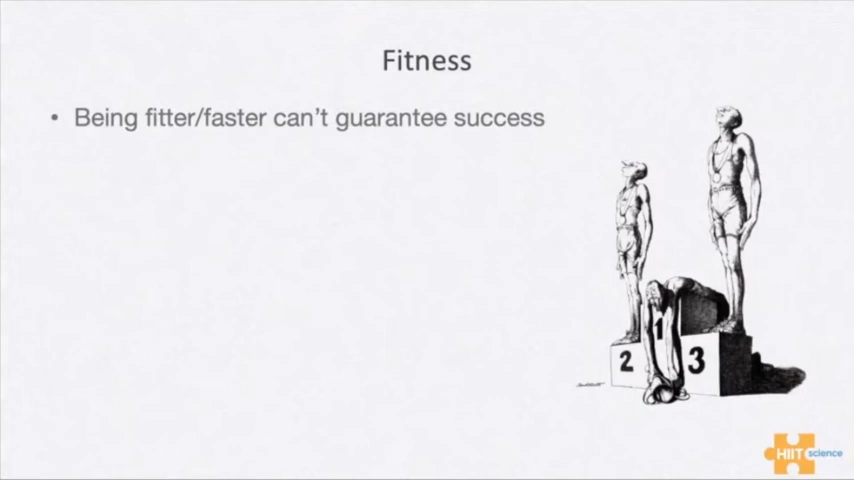 Fitness
• Being fitter/faster can’t guarantee success
1
2
3
HIIT science